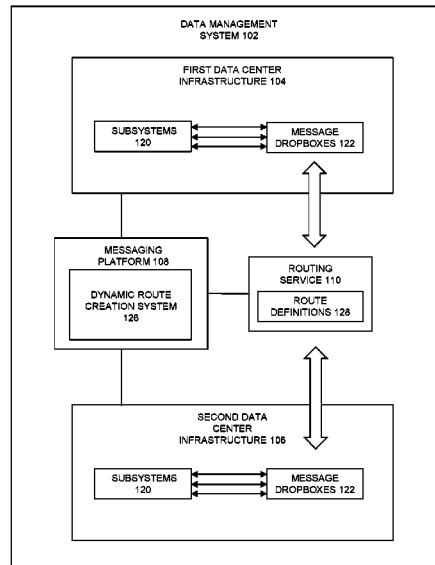 DATA MANAGEMENT
SYSTEM 102
FIRST DATA CENTER
INFRASTRUCTURE 104
SUBSYSTEMS
120
MESSAGE
DROPBOXES 122
MESSAGING
PLATFORM 108
DYNAMIC ROUTE
CREATION SYSTEM
126
ROUTING
SERVICE 110
ROUTE
DEFINITIONS 128
SECOND DATA
CENTER
INFRASTRUCTURE 106
SUBSYSTEMS
120
MESSAGE
DROPBOXES 122